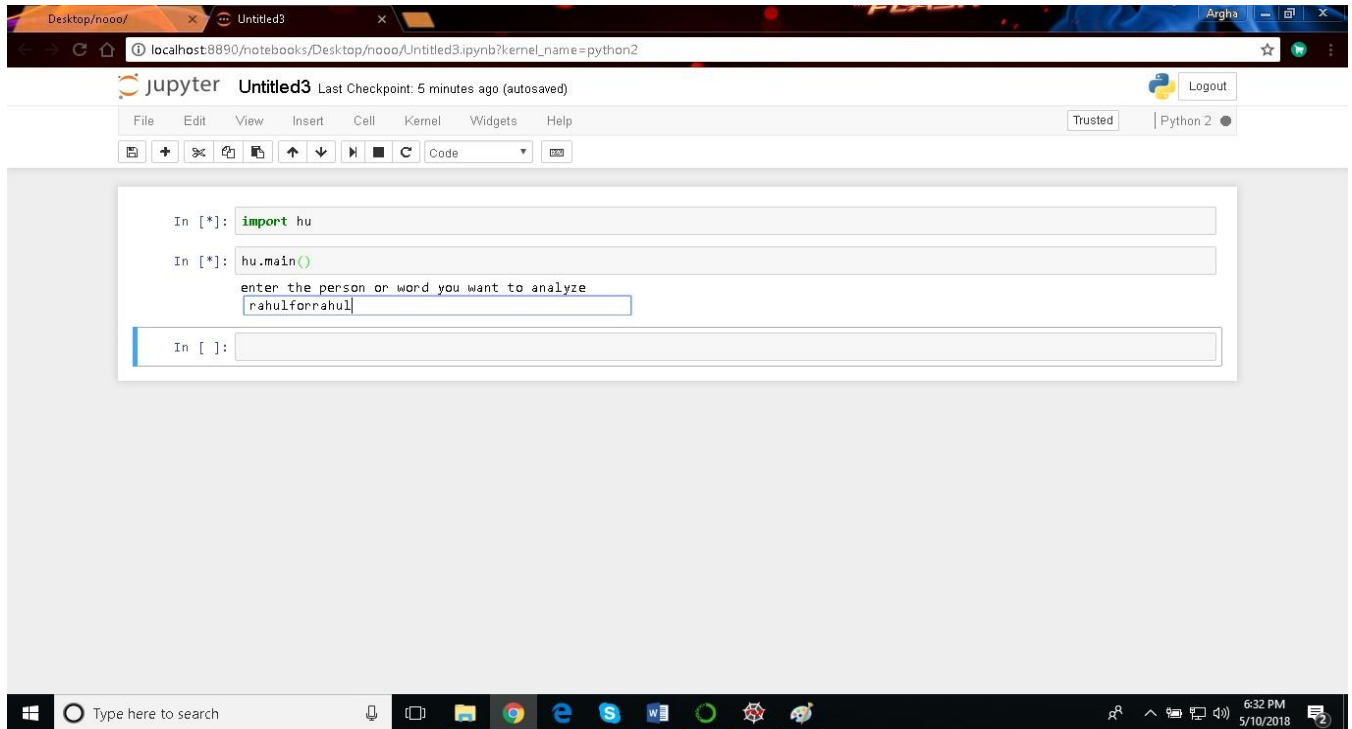 Desktop/nooo/
Untitled3
Argha
localhost:8890/notebooks/Desktop/nooo/Untitled3.ipynb?kernel_name=python2
jupyter Untitled3 Last Checkpoint: 5 minutes ago (autosaved)
Logout
File Edit View Insert Cell Kernel Widgets Help
Trusted Python 2
Code
In [*]: import hu
In [*]: hu.main()
enter the person or word you want to analyze
rahulforrahul
In [ ]:
Type here to search
6:32 PM
5/10/2018
2